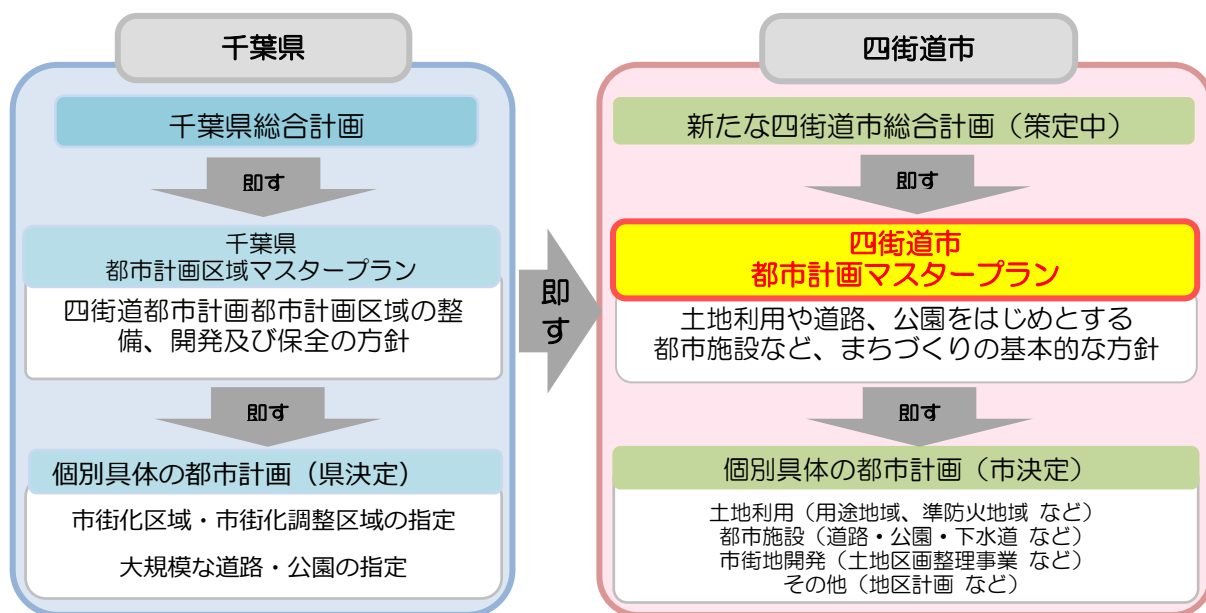 千葉県
千葉県総合計画
即す
千葉県
都市計画区域マスタープラン
四街道都市計画都市計画区域の整
備、開発及び保全の方針
即す
個別具体の都市計画（県決定）
市街化区域・市街化調整区域の指定
大規模な道路・公園の指定
即
す
四街道市
新たな四街道市総合計画（策定中）
即す
四街道市
都市計画マスタープラン
土地利用や道路、公園をはじめとする
都市施設など、まちづくりの基本的な方針
即す
個別具体の都市計画（市決定）
土地利用（用途地域、準防火地域 など）
都市施設（道路・公園・下水道 など）
市街地開発（土地区画整理事業 など）
その他（地区計画 など）